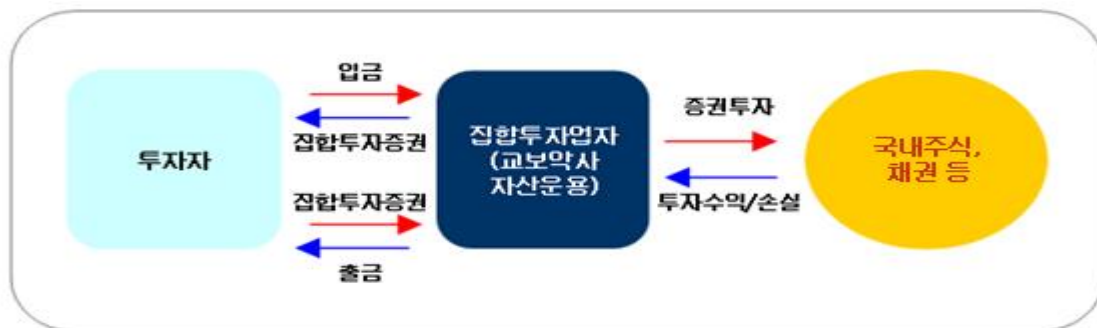 투자자
입금
집합투자증권
집합투자증권
출금
집합투자업자
(교보악사
자산운용)
증권투자
투자수익/손실
국내주식,
채권 등